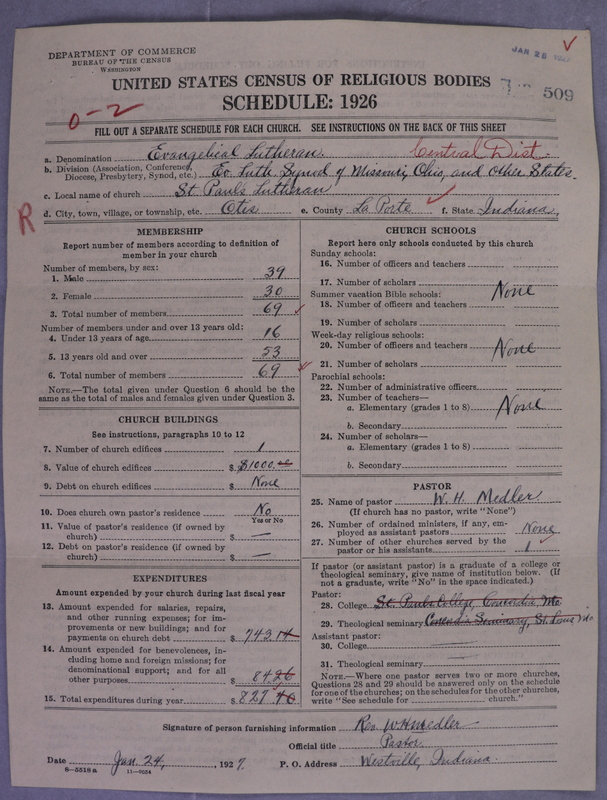 DEPARTMENT OF COMMERCE
BUREAU OF THE CENSUS
WASHINGTON
JAN 26 1927
UNITED STATES CENSUS OF RELIGIOUS BODIES
SCHEDULE: 1926
509
0-2
FILL OUT A SEPARATE SCHEDULE FOR EACH CHURCH. SEE INSTRUCTIONS ON THE BACK OF THIS SHEET
a. Denomination Evangelical Lutheran Central Dist.
b. Division (Association, Conference, Diocese, Presbytery, Synod, etc.) Ev. Luth. Synod of Missouri, Ohio, and Other States.
c. Local name of church St. Pauls Lutheran
R
d. City, town, village, or township, etc. Otis e. County La Porte f. State Indiana
MEMBERSHIP
Report number of members according to definition of
member in your church
Number of members, by sex:
1. Male 39
2. Female 30
3. Total number of members 69
Number of members under and over 13 years old:
4. Under 13 years of age 16
5. 13 years old and over 53
6. Total number of members 69
NOTE.—The total given under Question 6 should be the
same as the total of males and females given under Question 3.
CHURCH BUILDINGS
See instructions, paragraphs 10 to 12
7. Number of church edifices 1
8. Value of church edifices $ $1000.00
9. Debt on church edifices $ None
10. Does church own pastor's residence? No
Yes or No
11. Value of pastor's residence (if owned by
church) $ —
12. Debt on pastor's residence (if owned by
church) $ —
EXPENDITURES
Amount expended by your church during last fiscal year
13. Amount expended for salaries, repairs,
and other running expenses; for im-
provements or new buildings; and for
payments on church debt $ 742 14
14. Amount expended for benevolences, in-
cluding home and foreign missions; for
denominational support; and for all
other purposes $ 84 26
15. Total expenditures during year $ 827 40
CHURCH SCHOOLS
Report here only schools conducted by this church
Sunday schools:
16. Number of officers and teachers
17. Number of scholars None
Summer vacation Bible schools:
18. Number of officers and teachers
19. Number of scholars
Week-day religious schools:
20. Number of officers and teachers None
21. Number of scholars
Parochial schools:
22. Number of administrative officers
23. Number of teachers—
a. Elementary (grades 1 to 8) None
b. Secondary
24. Number of scholars—
a. Elementary (grades 1 to 8)
b. Secondary
PASTOR
25. Name of pastor W. H. Medler
(If church has no pastor, write "None")
26. Number of ordained ministers, if any, em-
ployed as assistant pastors None
27. Number of other churches served by the
pastor or his assistants 1
If pastor (or assistant pastor) is a graduate of a college or
theological seminary, give name of institution below. (If
not a graduate, write "No" in the space indicated.)
Pastor:
28. College St. Pauls College, Concordia, Mo
29. Theological seminary Concordia Seminary, St. Louis Mo
Assistant pastor:
30. College
31. Theological seminary
NOTE.—Where one pastor serves two or more churches,
Questions 28 and 29 should be answered only on the schedule
for one of the churches; on the schedules for the other churches,
write "See schedule for church."
Signature of person furnishing information Rev W H Medler
Official title Pastor
Date Jan. 24, 1927 P. O. Address Westville, Indiana.
8—5518a 11—9054